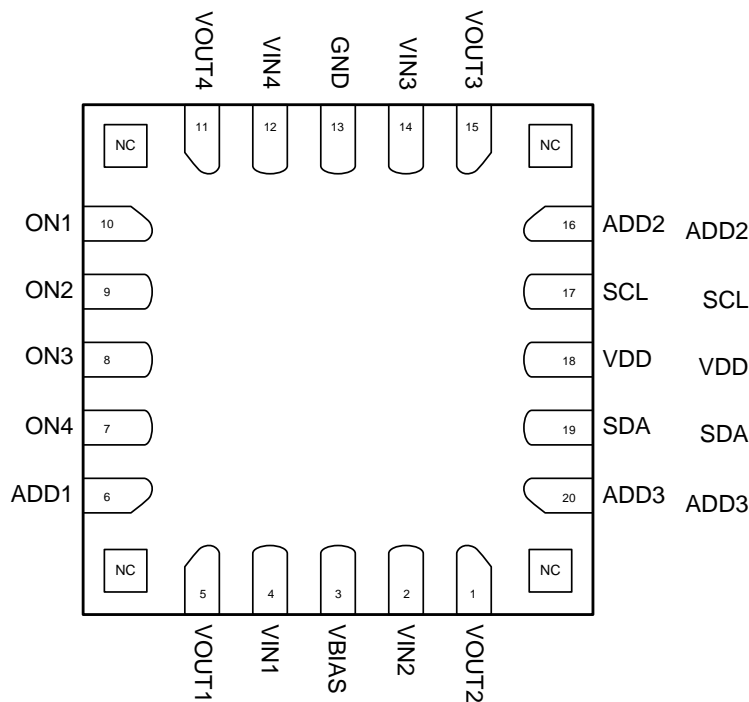 VOUT4
VIN4
GND
VIN3
VOUT3
11
12
13
14
15
NC
NC
ON1
10
16
ADD2
ADD2
ON2
9
17
SCL
SCL
ON3
8
18
VDD
VDD
ON4
7
19
SDA
SDA
ADD1
6
20
ADD3
ADD3
NC
NC
5
4
3
2
1
VOUT1
VIN1
VBIAS
VIN2
VOUT2